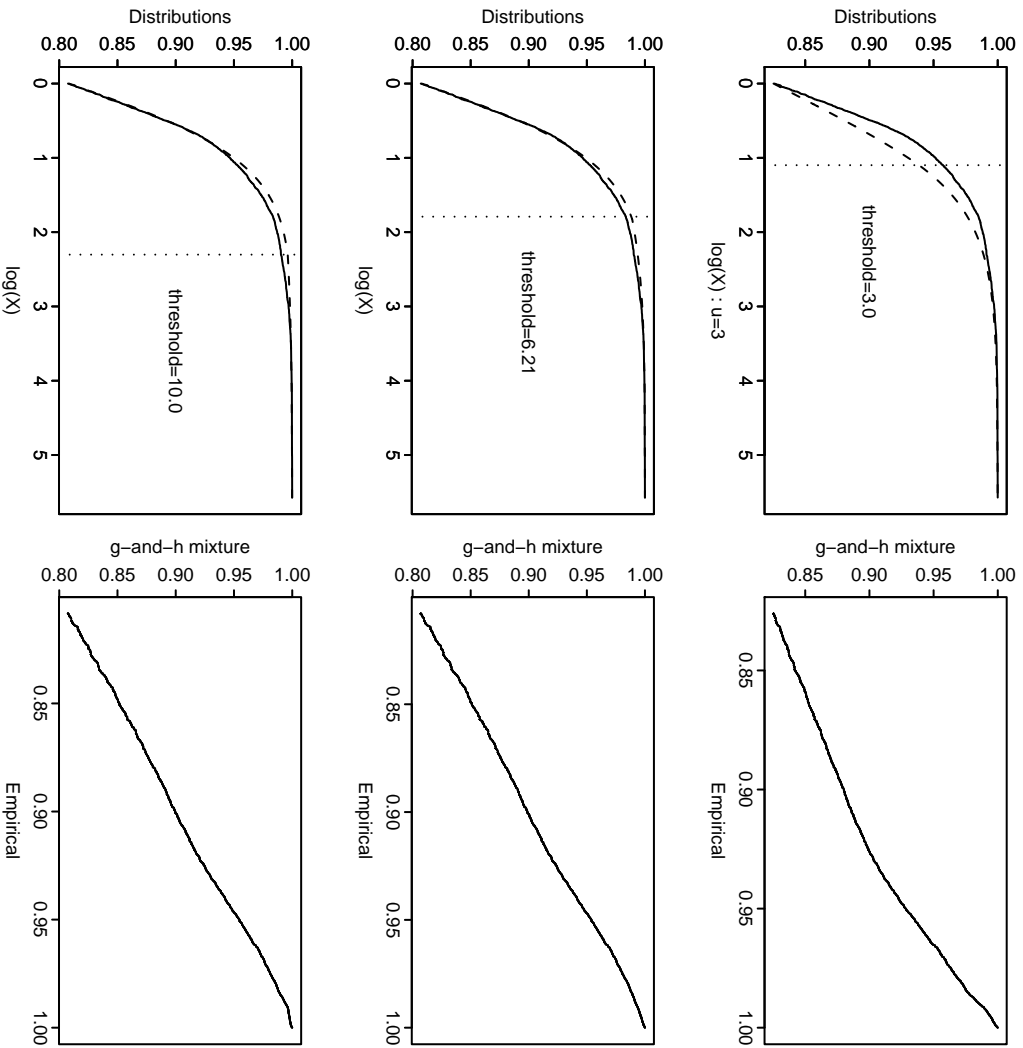 Distributions
0.85 0.90 0.95 1.00
0 1 2 3 4 5
threshold=3.0
log(X) : u=3
g−and−h mixture
0.85 0.90 0.95 1.00
0.85 0.90 0.95 1.00
Empirical
Distributions
0.80 0.85 0.90 0.95 1.00
0 1 2 3 4 5
threshold=6.21
log(X)
g−and−h mixture
0.80 0.85 0.90 0.95 1.00
0.85 0.90 0.95 1.00
Empirical
Distributions
0.80 0.85 0.90 0.95 1.00
0 1 2 3 4 5
threshold=10.0
log(X)
g−and−h mixture
0.80 0.85 0.90 0.95 1.00
0.85 0.90 0.95 1.00
Empirical